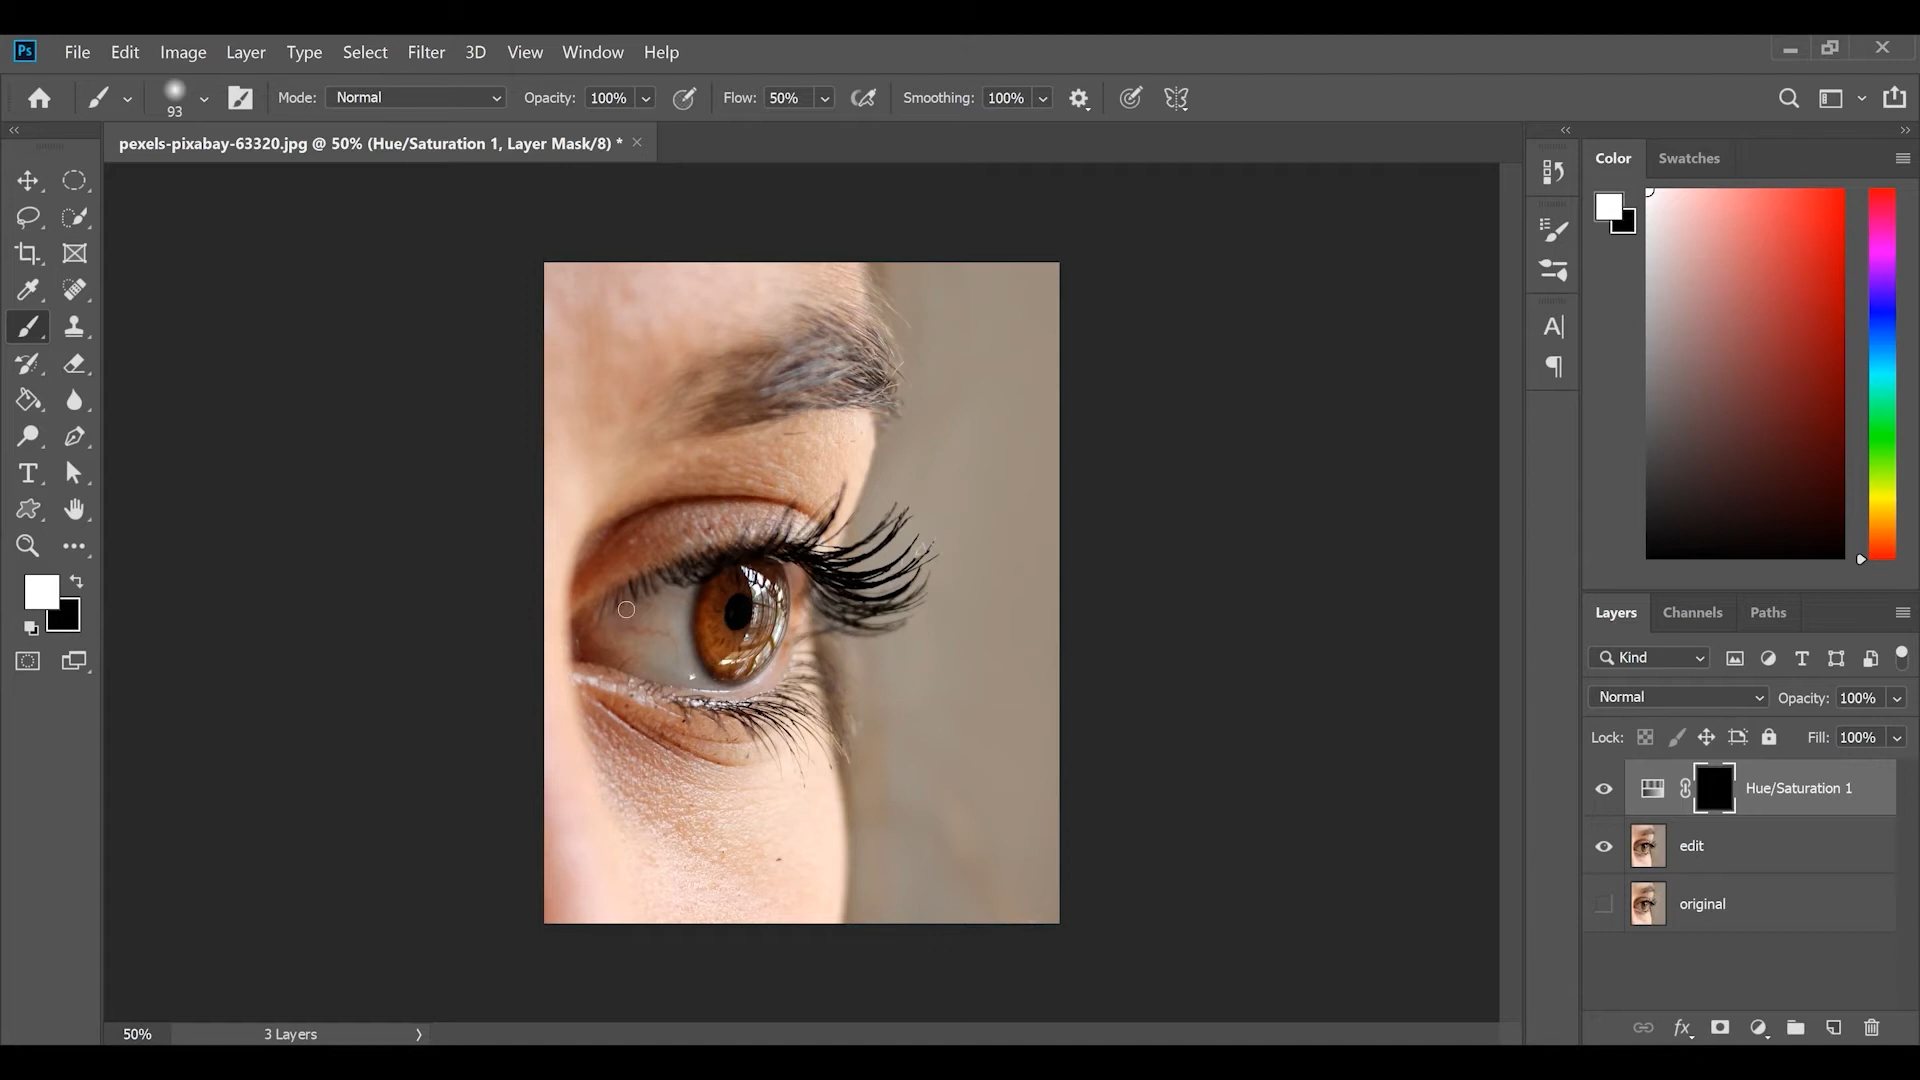 Ps File Edit Image Layer Type Select Filter 3D View Window Help
93 Mode: Normal Opacity: 100% Flow: 50% Smoothing: 100%
pexels-pixabay-63320.jpg @ 50% (Hue/Saturation 1, Layer Mask/8) *
Color Swatches
Layers Channels Paths
Kind
Normal Opacity: 100%
Lock: Fill: 100%
Hue/Saturation 1
edit
original
fx
50% 3 Layers